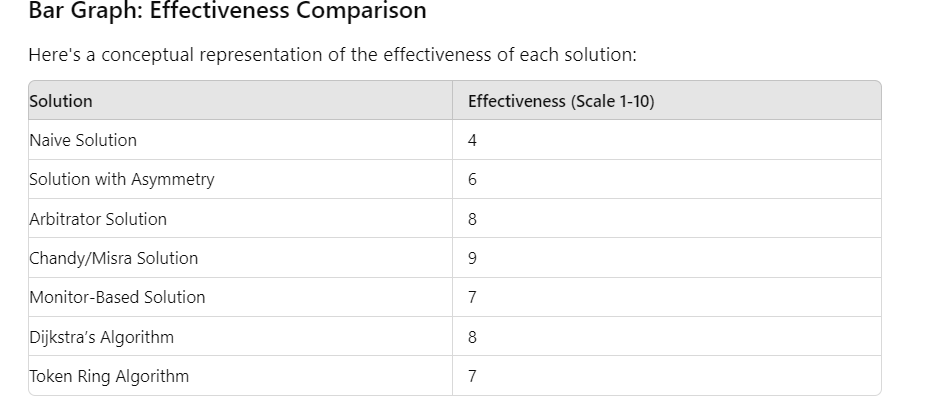 Bar Graph: Effectiveness Comparison
Here's a conceptual representation of the effectiveness of each solution:
Solution Effectiveness (Scale 1-10)
Naive Solution 4
Solution with Asymmetry 6
Arbitrator Solution 8
Chandy/Misra Solution 9
Monitor-Based Solution 7
Dijkstra’s Algorithm 8
Token Ring Algorithm 7